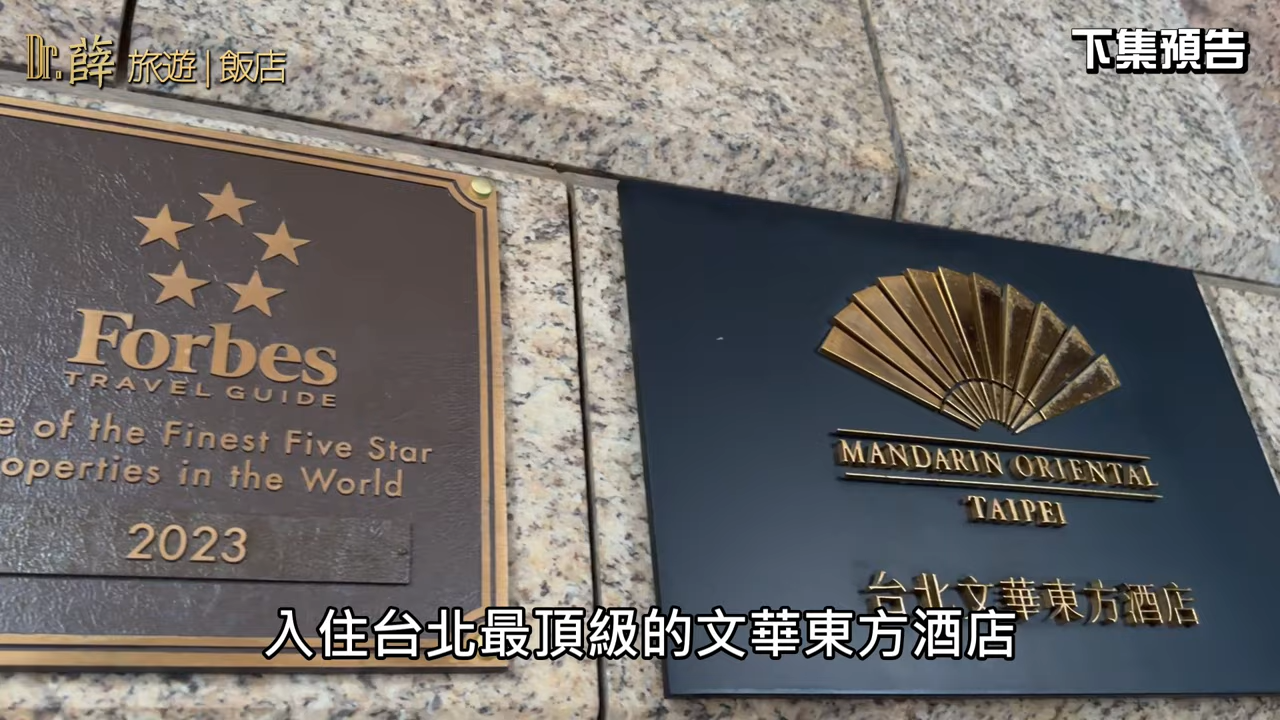 Dr.薛 旅遊|飯店
下集預告
Forbes
TRAVEL GUIDE
e of the Finest Five Star
operties in the World
2023
MANDARIN ORIENTAL
TAIPEI
台北文華東方酒店
入住台北最頂級的文華東方酒店